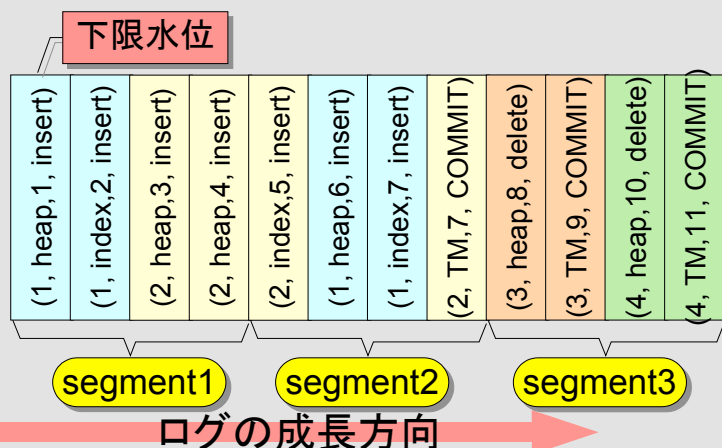 下限水位
(1, heap,1, insert)
(1, index,2, insert)
(2, heap,3, insert)
(2, heap,4, insert)
(2, index,5, insert)
(1, heap,6, insert)
(1, index,7, insert)
(2, TM,7, COMMIT)
(3, heap,8, delete)
(3, TM,9, COMMIT)
(4, heap,10, delete)
(4, TM,11, COMMIT)
segment1
segment2
segment3
ログの成長方向